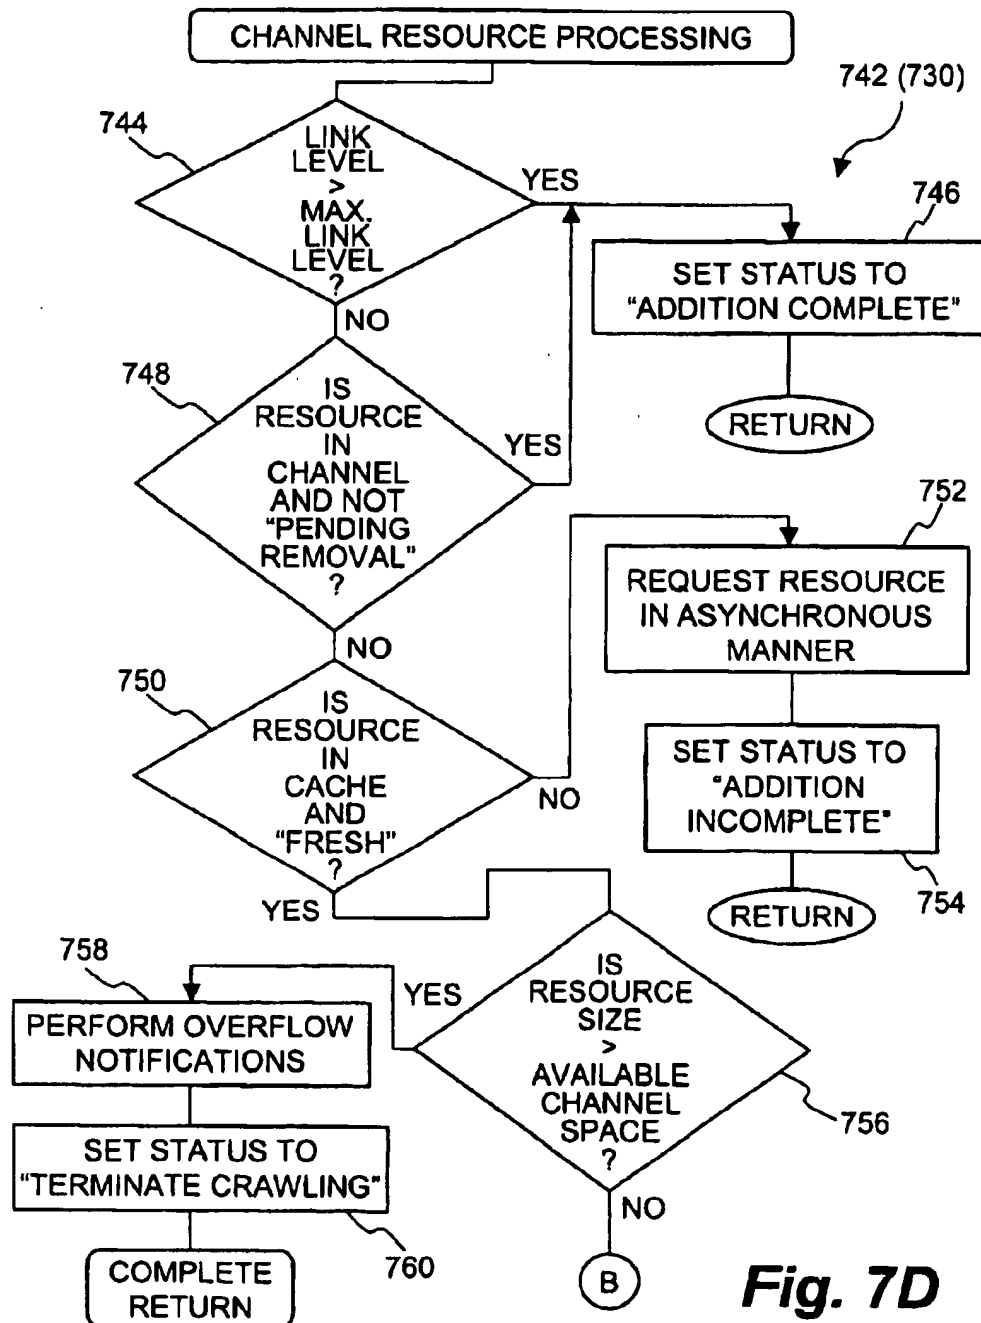 CHANNEL RESOURCE PROCESSING
742 (730)
744
LINK
LEVEL
>
MAX.
LINK
LEVEL
?
YES
NO
746
SET STATUS TO
"ADDITION COMPLETE"
RETURN
748
IS
RESOURCE
IN
CHANNEL
AND NOT
"PENDING
REMOVAL"
?
YES
NO
752
REQUEST RESOURCE
IN ASYNCHRONOUS
MANNER
750
IS
RESOURCE
IN
CACHE
AND
"FRESH"
?
NO
YES
SET STATUS TO
"ADDITION
INCOMPLETE"
754
RETURN
756
IS
RESOURCE
SIZE
>
AVAILABLE
CHANNEL
SPACE
?
YES
NO
758
PERFORM OVERFLOW
NOTIFICATIONS
SET STATUS TO
"TERMINATE CRAWLING"
760
COMPLETE
RETURN
B
Fig. 7D